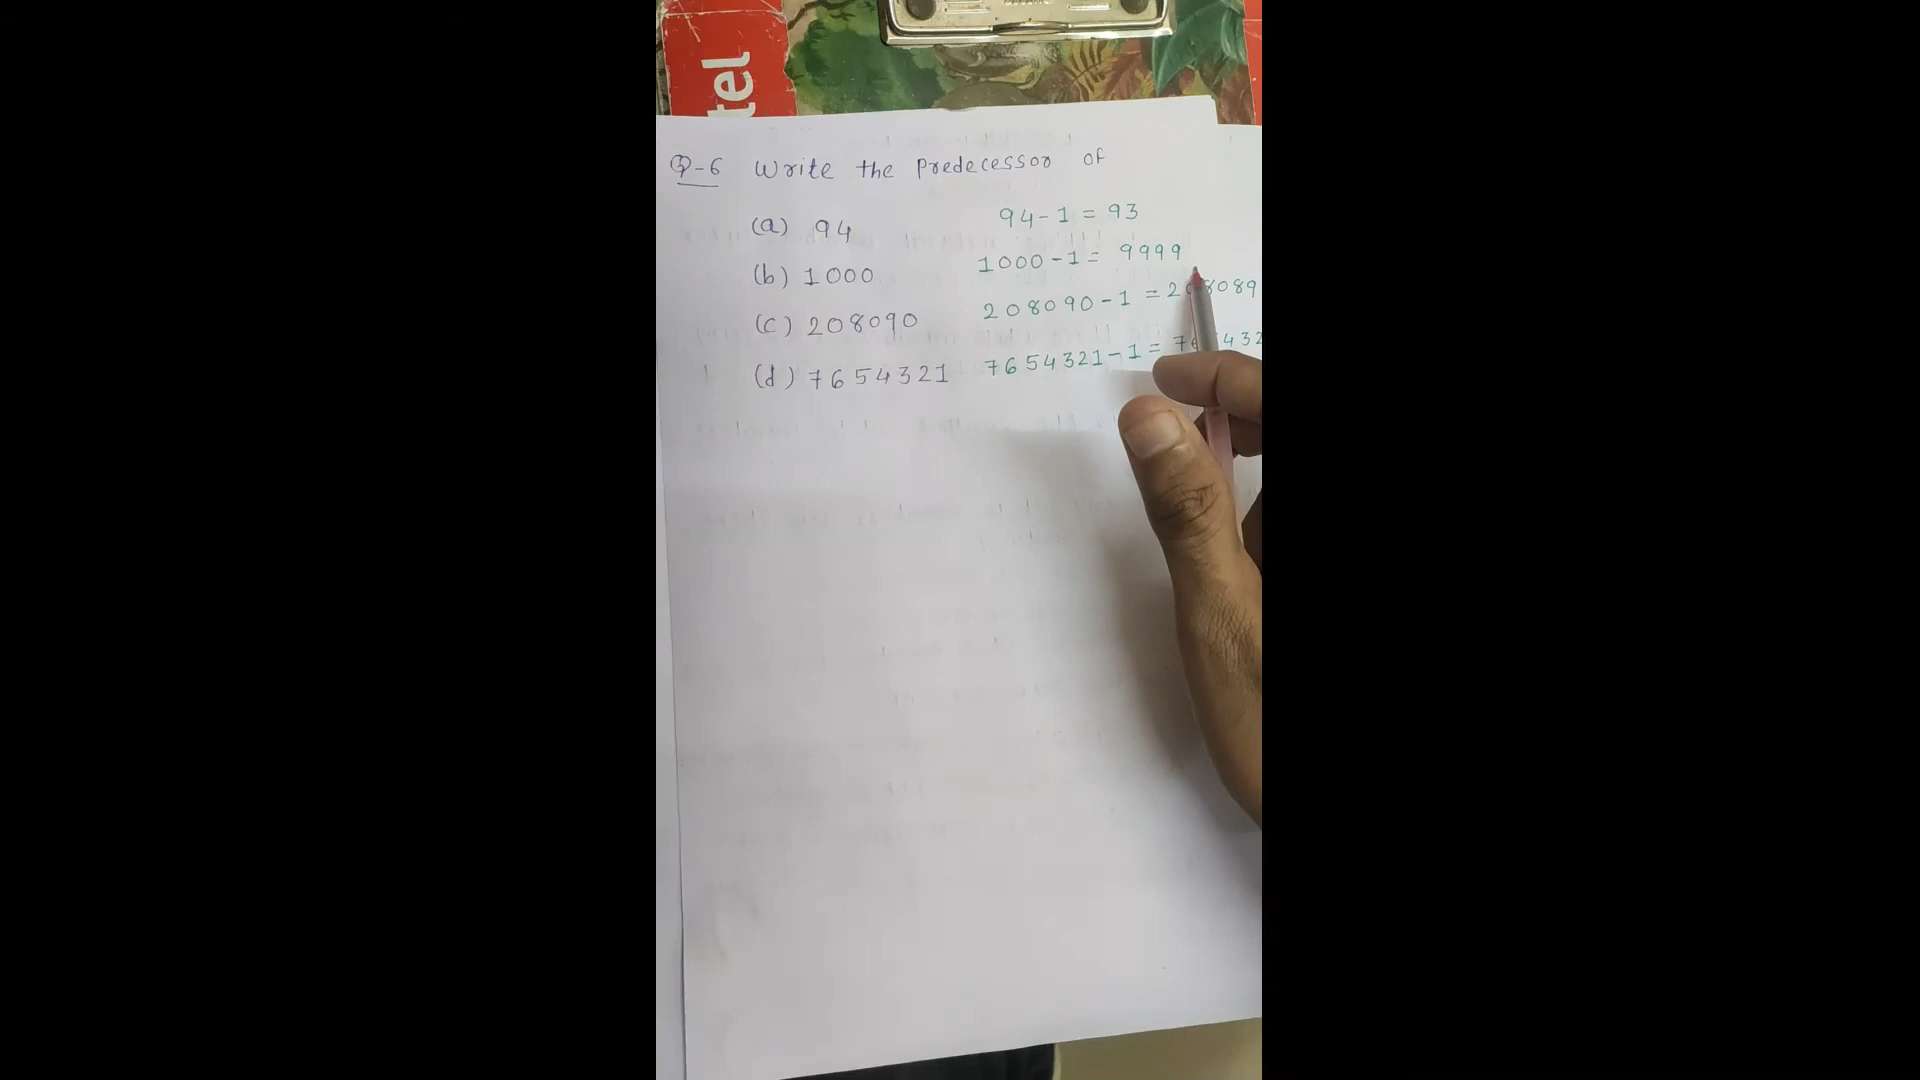 tel
Q-6 Write the Predecessor of
(a) 94 94-1 = 93
(b) 1000 1000-1= 9999
(c) 208090 208090-1 =208089
(d) 7654321 7654321-1=